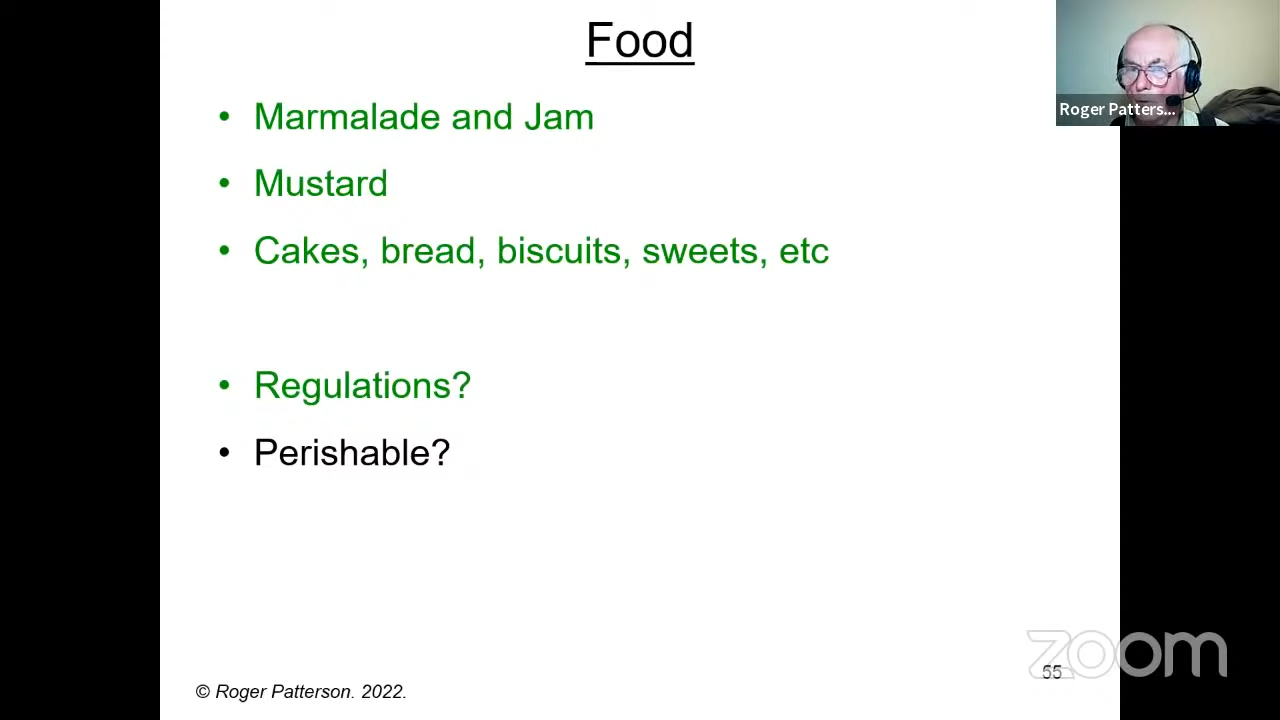 Food
Roger Patters...
• Marmalade and Jam
• Mustard
• Cakes, bread, biscuits, sweets, etc
• Regulations?
• Perishable?
zoom
55
© Roger Patterson. 2022.